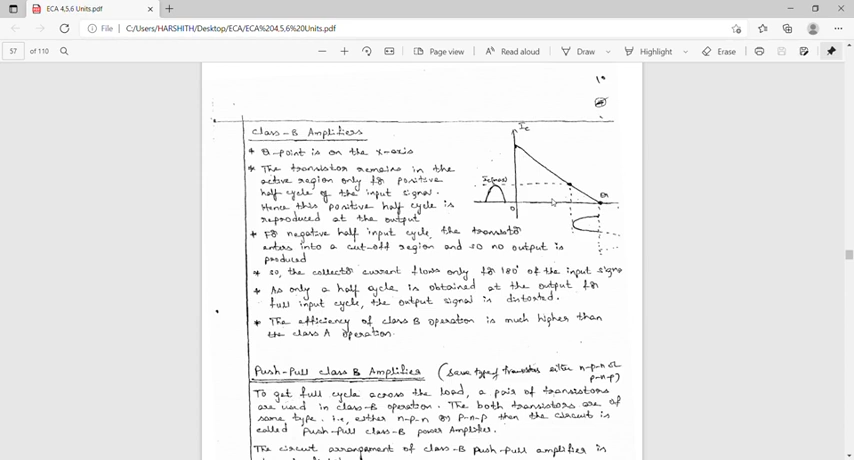 ECA 4,5,6 Units.pdf
File
C:/Users/HARSHITH/Desktop/ECA/ECA%204,5,6%20Units.pdf
57 of 110
Page view
Read aloud
Draw
Highlight
Erase
Class-B Amplifiers
* Q-point is on the x-axis
* The transistor remains in the
active region only for positive
half cycle of the input signal.
Hence this positive half cycle is
reproduced at the output
* For negative half input cycle, the transistor
enters into a cut-off region and so no output is
produced
* So, the collector current flows only for 180° of the input signa
* As only a half cycle is obtained at the output for
full input cycle, the output signal is distorted.
* The efficiency of class B operation is much higher than
the class A operation.
Ic
Ic(max)
0
Push-Pull class B Amplifier (same type of transistors either n-p-n or
p-n-p)
To get full cycle across the load, a pair of transistors
are used in class-B operation. The both transistors are of
same type. i.e, either n-p-n or p-n-p then the circuit is
called push-pull class-B power Amplifier.
The circuit arrangement of class-B push-pull amplifier is